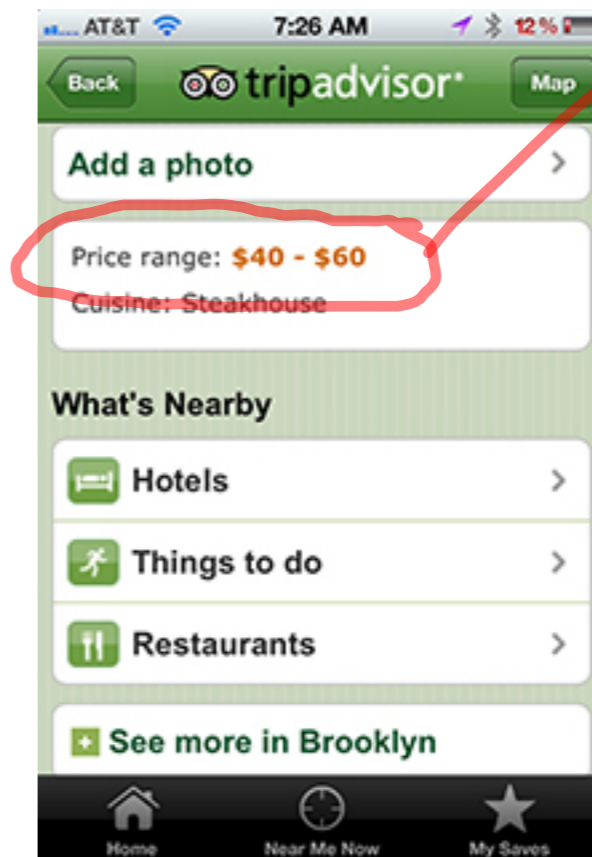 AT&T 7:26 AM 12%
Back tripadvisor® Map
Add a photo
Price range: $40 - $60
Cuisine: Steakhouse
What's Nearby
Hotels
Things to do
Restaurants
See more in Brooklyn
Home Near Me Now My Saves